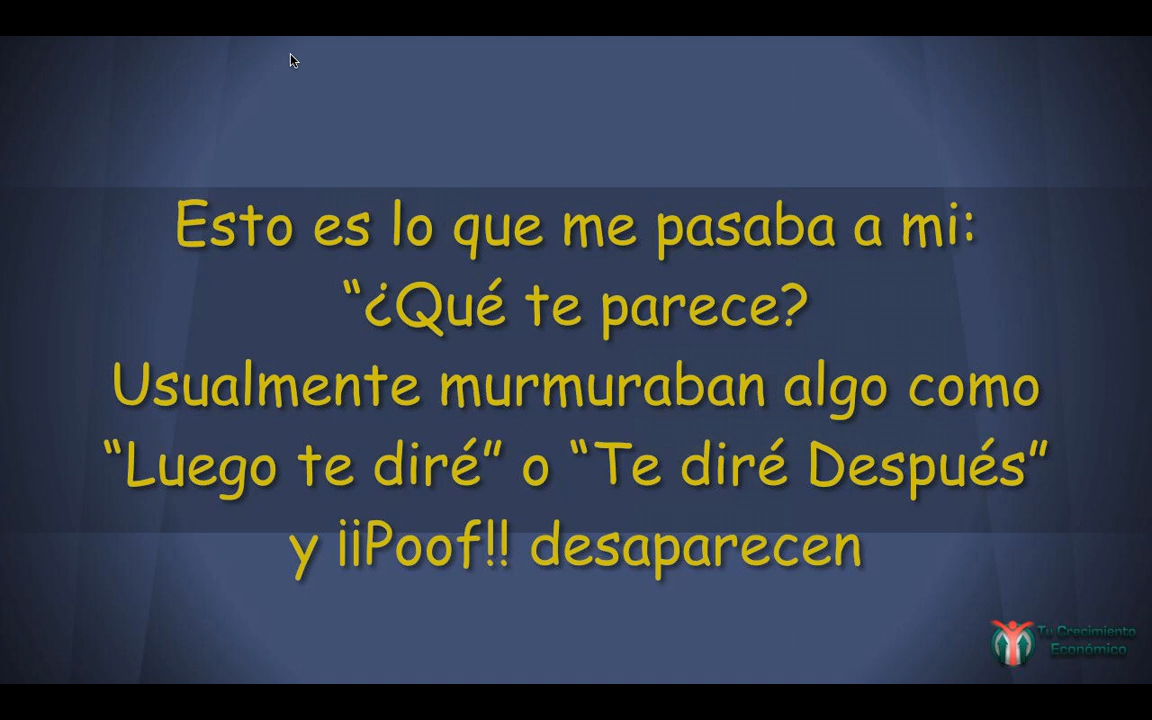 Esto es lo que me pasaba a mi:
“¿Qué te parece?
Usualmente murmuraban algo como
“Luego te diré” o “Te diré Después”
y ¡¡Poof!! desaparecen
Tu Crecimiento
Económico